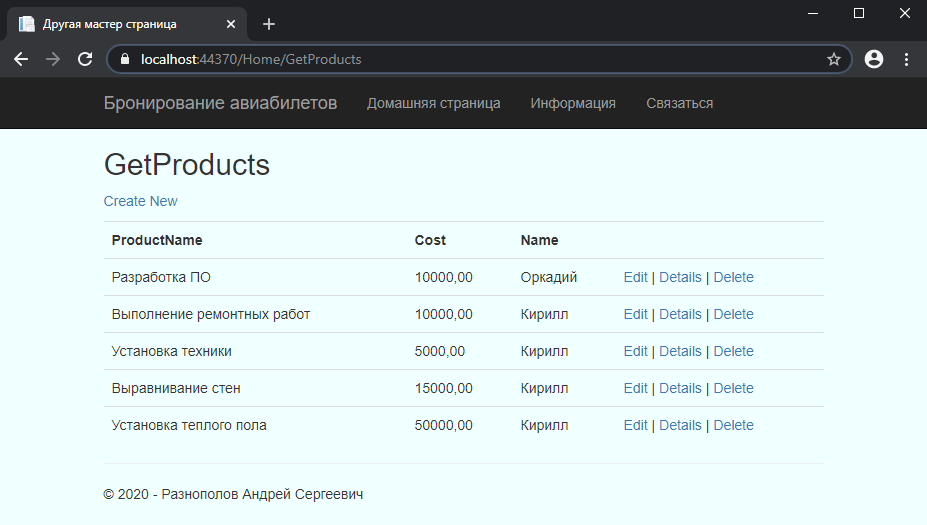 Другая мастер страница
localhost:44370/Home/GetProducts
Бронирование авиабилетов Домашняя страница Информация Связаться
GetProducts
Create New
ProductName Cost Name
Разработка ПО 10000,00 Оркадий Edit | Details | Delete
Выполнение ремонтных работ 10000,00 Кирилл Edit | Details | Delete
Установка техники 5000,00 Кирилл Edit | Details | Delete
Выравнивание стен 15000,00 Кирилл Edit | Details | Delete
Установка теплого пола 50000,00 Кирилл Edit | Details | Delete
© 2020 - Разнополов Андрей Сергеевич